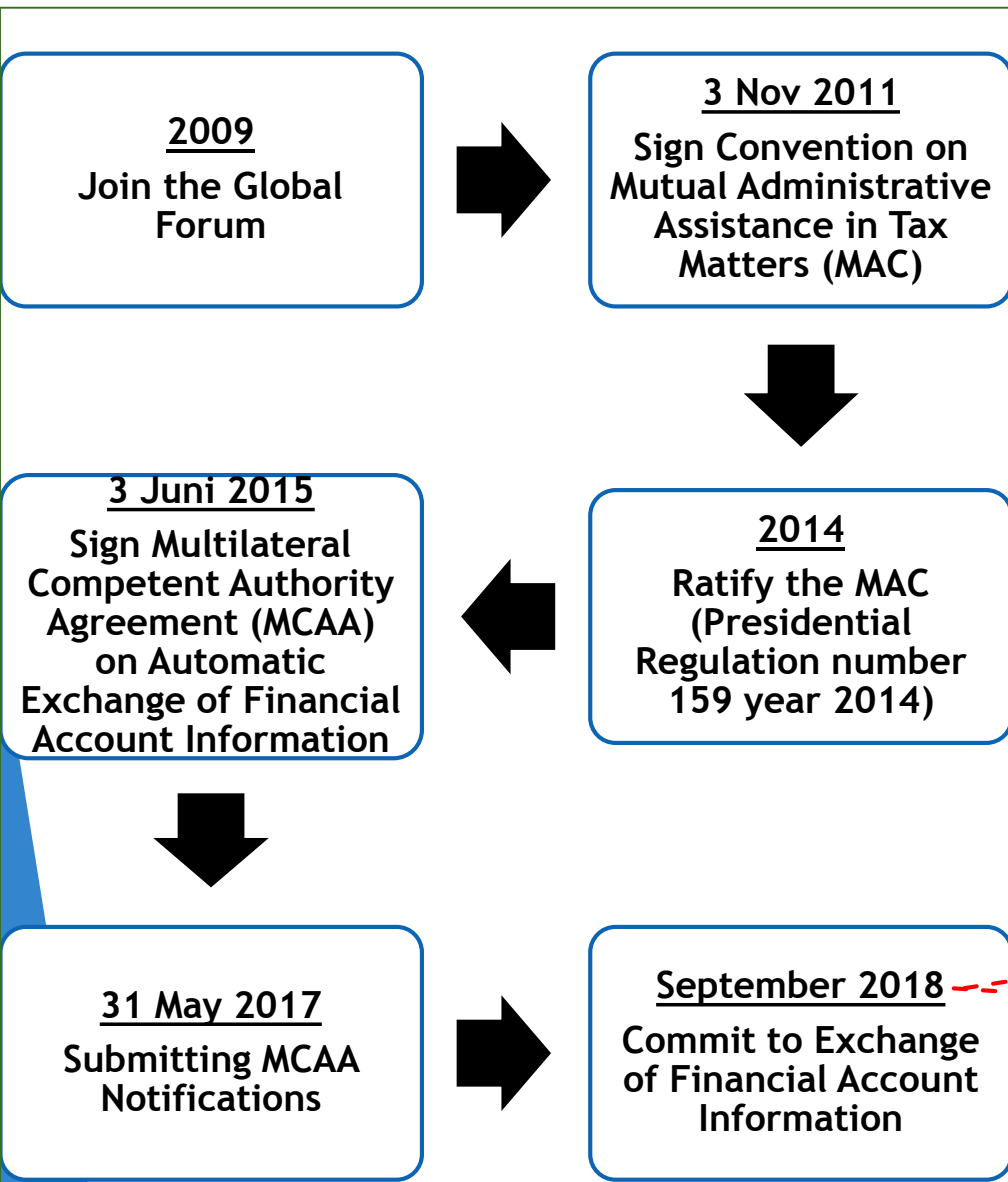 2009
Join the Global
Forum
3 Nov 2011
Sign Convention on
Mutual Administrative
Assistance in Tax
Matters (MAC)
2014
Ratify the MAC
(Presidential
Regulation number
159 year 2014)
3 Juni 2015
Sign Multilateral
Competent Authority
Agreement (MCAA)
on Automatic
Exchange of Financial
Account Information
31 May 2017
Submitting MCAA
Notifications
September 2018
Commit to Exchange
of Financial Account
Information